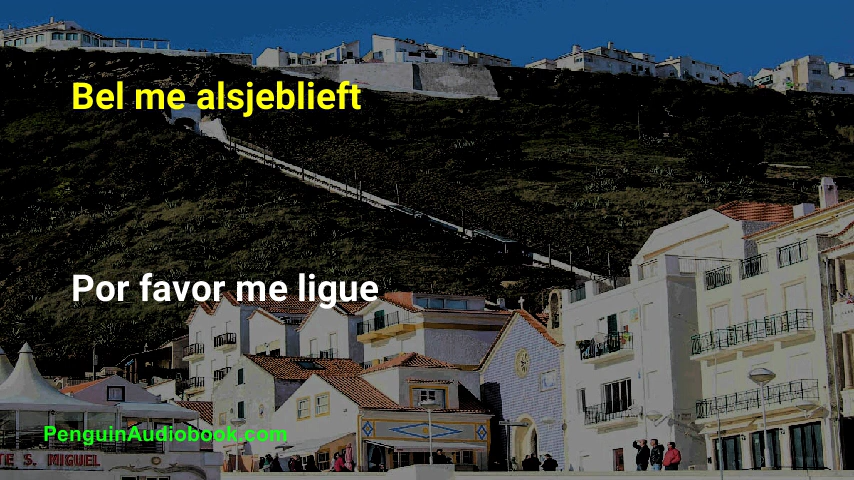 Bel me alsjeblieft
Por favor me ligue
PenguinAudiobook.com
TE S. MIGUEL